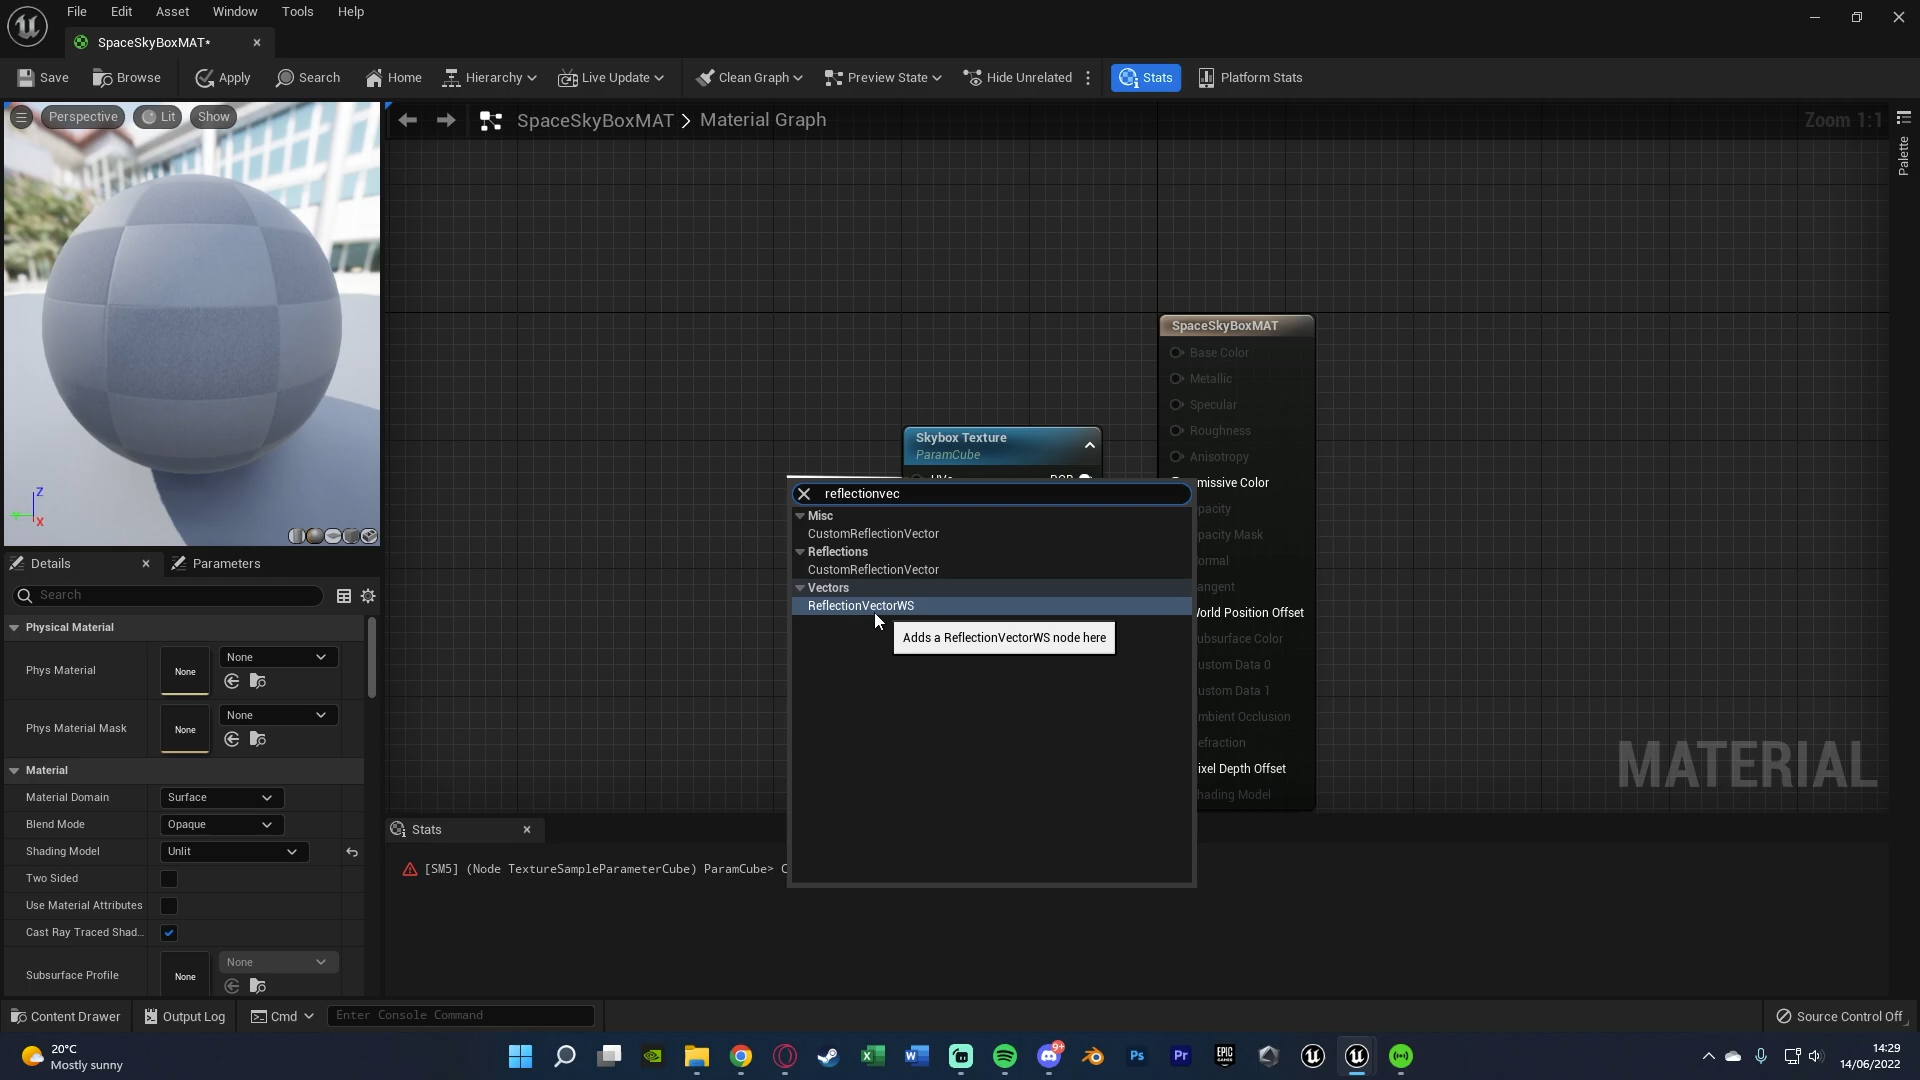 File Edit Asset Window Tools Help
SpaceSkyBoxMAT*
Save Browse Apply Search Home Hierarchy Live Update Clean Graph Preview State Hide Unrelated Stats Platform Stats
Perspective Lit Show
SpaceSkyBoxMAT > Material Graph
Zoom 1:1
Palette
SpaceSkyBoxMAT
Base Color
Metallic
Specular
Roughness
Anisotropy
Skybox Texture
ParamCube
UVs RGB
missive Color
pacity
pacity Mask
ormal
angent
orld Position Offset
ubsurface Color
ustom Data 0
ustom Data 1
mbient Occlusion
efraction
ixel Depth Offset
hading Model
reflectionvec
Misc
CustomReflectionVector
Reflections
CustomReflectionVector
Vectors
ReflectionVectorWS
Adds a ReflectionVectorWS node here
MATERIAL
Z
Y
X
Details Parameters
Search
Physical Material
Phys Material None None
Phys Material Mask None None
Material
Material Domain Surface
Blend Mode Opaque
Shading Model Unlit
Two Sided
Use Material Attributes
Cast Ray Traced Shad...
Subsurface Profile None None
Stats
[SM5] (Node TextureSampleParameterCube) ParamCube> C
Content Drawer Output Log Cmd Enter Console Command Source Control Off
20°C
Mostly sunny
9+
Ps
Pr
EPIC
GAMES
14:29
14/06/2022